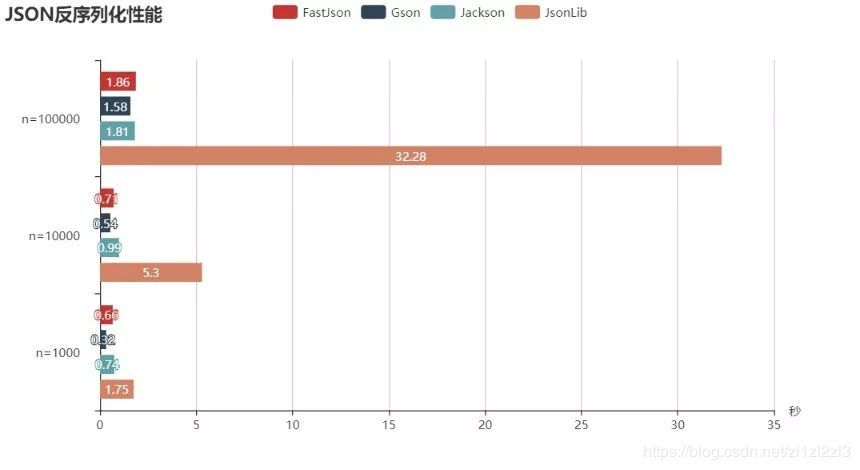 JSON反序列化性能
FastJson Gson Jackson JsonLib
n=100000
1.86
1.58
1.81
32.28
n=10000
0.71
0.54
0.99
5.3
n=1000
0.66
0.32
0.74
1.75
0 5 10 15 20 25 30 35 秒
https://blog.csdn.net/zl1zl2zl3